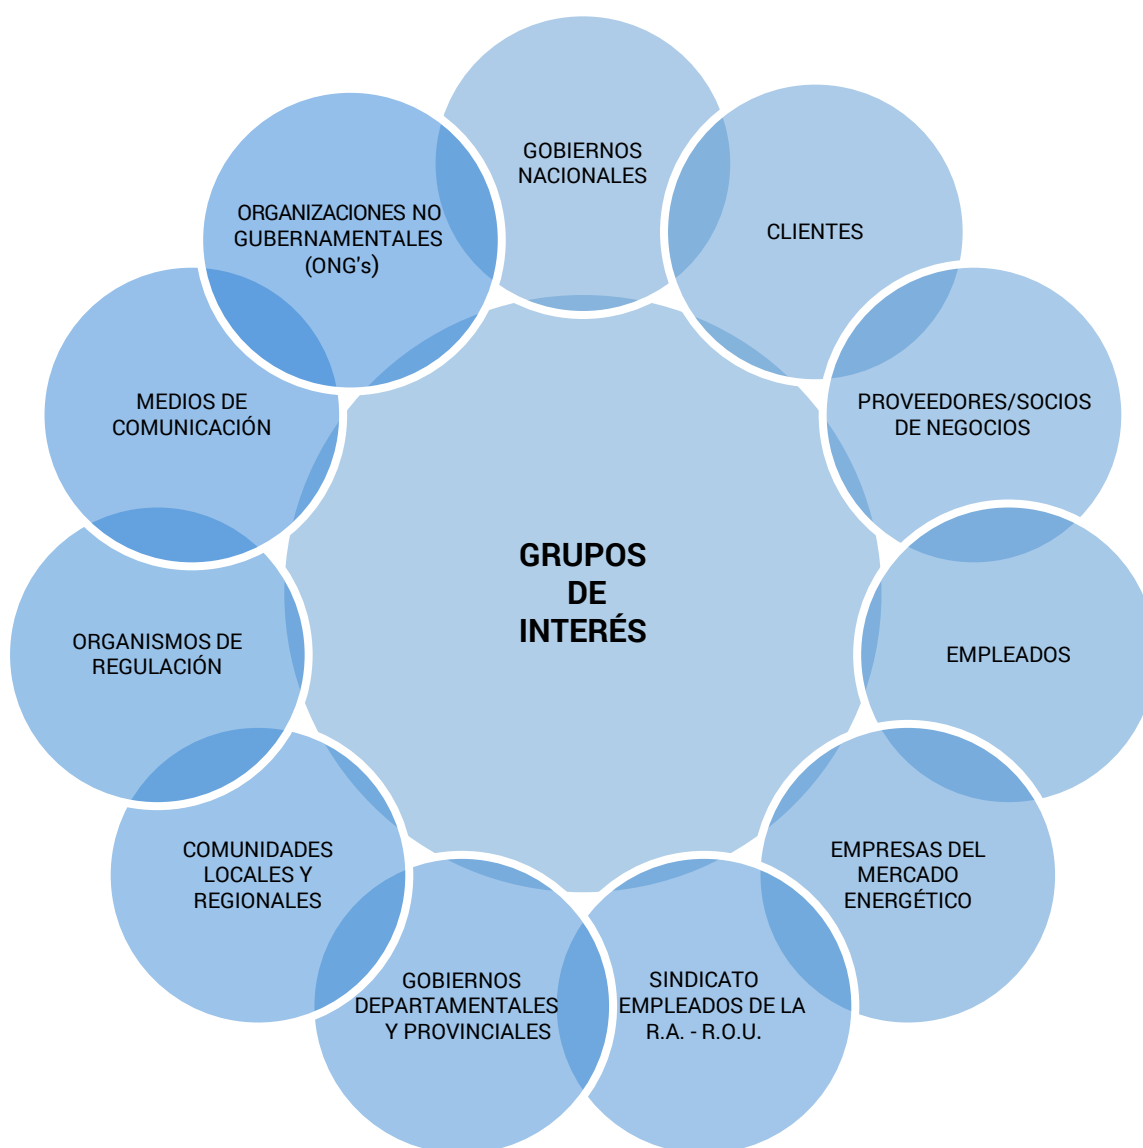 GOBIERNOS
NACIONALES
CLIENTES
PROVEEDORES/SOCIOS
DE NEGOCIOS
EMPLEADOS
EMPRESAS DEL
MERCADO
ENERGÉTICO
SINDICATO
EMPLEADOS DE LA
R.A. - R.O.U.
GOBIERNOS
DEPARTAMENTALES
Y PROVINCIALES
COMUNIDADES
LOCALES Y
REGIONALES
ORGANISMOS DE
REGULACIÓN
MEDIOS DE
COMUNICACIÓN
ORGANIZACIONES NO
GUBERNAMENTALES
(ONG's)
GRUPOS
DE
INTERÉS